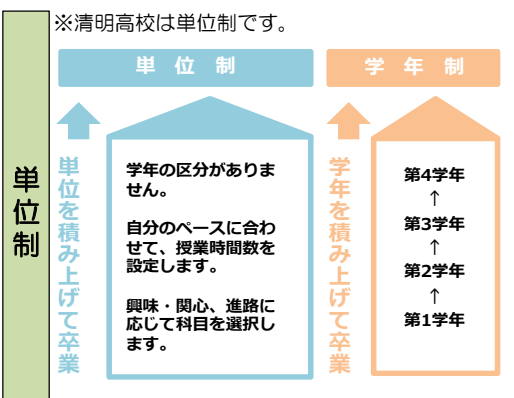 ※清明高校は単位制です。
単位制
単位制
学年制
単位を積み上げて卒業
学年の区分がありま
せん。
自分のペースに合わ
せて、授業時間数を
設定します。
興味・関心、進路に
応じて科目を選択し
ます。
学年を積み上げて卒業
第4学年
↑
第3学年
↑
第2学年
↑
第1学年